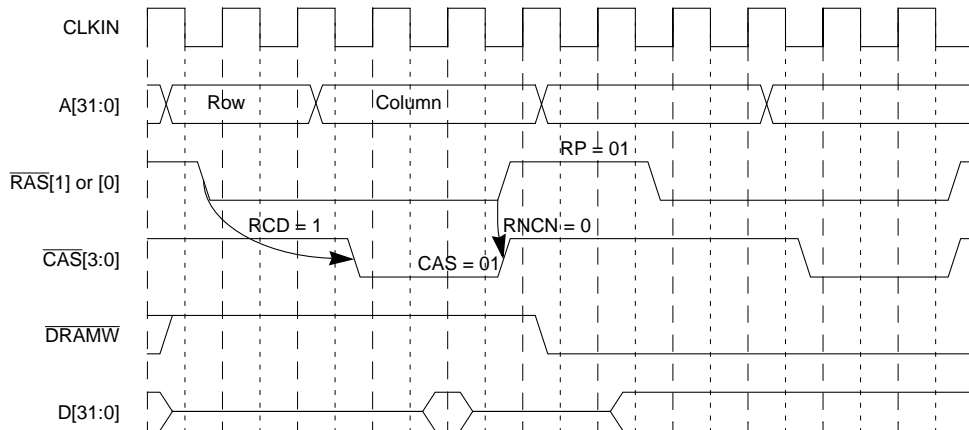 CLKIN
A[31:0]
Row
Column
RP = 01
RAS[1] or [0]
RCD = 1
RNCN = 0
CAS[3:0]
CAS = 01
DRAMW
D[31:0]